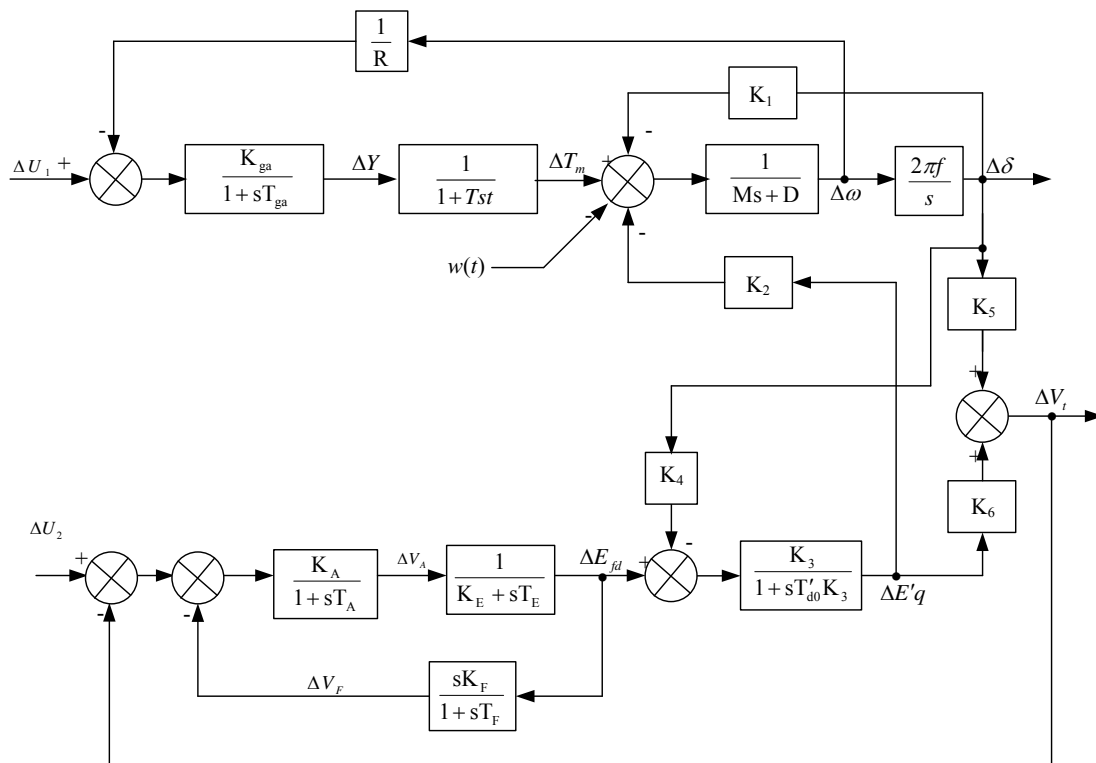 1
R
K1
-
-
ΔU1 +
Kga
1 + sTga
ΔY
1
1 + Tst
ΔTm
+
1
Ms + D
Δω
2πf
s
Δδ
-
-
w(t)
K2
K5
+
ΔVt
+
K4
K6
ΔU2
+
-
-
KA
1 + sTA
ΔVA
1
KE + sTE
ΔEfd
+
-
K3
1 + sT′d0K3
ΔE'q
ΔVF
sKF
1 + sTF